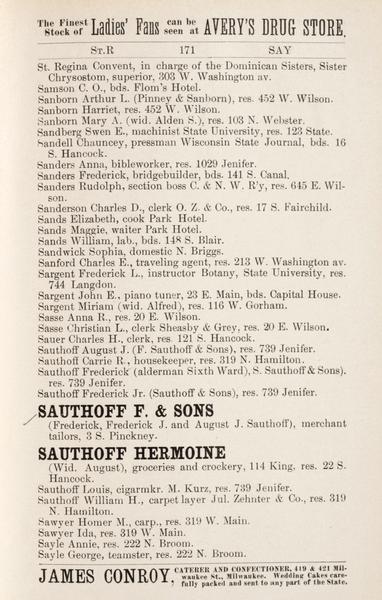 The Finest Stock of Ladies' Fans can be seen at AVERY'S DRUG STORE.
ST.R 171 SAY
St. Regina Convent, in charge of the Dominican Sisters, Sister
Chrysostom, superior, 303 W. Washington av.
Samson C. O., bds. Flom's Hotel.
Sanborn Arthur L. (Pinney & Sanborn), res. 452 W. Wilson.
Sanborn Harriet, res. 452 W. Wilson.
Sanborn Mary A. (wid. Alden S.), res. 103 N. Webster.
Sandberg Swen E., machinist State University, res. 123 State.
Sandell Chauncey, pressman Wisconsin State Journal, bds. 16
S. Hancock.
Sanders Anna, bibleworker, res. 1029 Jenifer.
Sanders Frederick, bridgebuilder, bds. 141 S. Canal.
Sanders Rudolph, section boss C. & N. W. R'y, res. 645 E. Wil-
son.
Sanderson Charles D., clerk O. Z. & Co., res. 17 S. Fairchild.
Sands Elizabeth, cook Park Hotel.
Sands Maggie, waiter Park Hotel.
Sands William, lab., bds. 148 S. Blair.
Sandwick Sophia, domestic N. Briggs.
Sanford Charles E., traveling agent, res. 213 W. Washington av.
Sargent Frederick L., instructor Botany, State University, res.
744 Langdon.
Sargent John E., piano tuner, 23 E. Main, bds. Capital House.
Sargent Miriam (wid. Alfred), res. 116 W. Gorham.
Sasse Anna R., res. 20 E. Wilson.
Sasse Christian L., clerk Sheasby & Grey, res. 20 E. Wilson.
Sauer Charles H., clerk, res. 121 S. Hancock.
Sauthoff August J. (F. Sauthoff & Sons), res. 739 Jenifer.
Sauthoff Carrie R., housekeeper, res. 319 N. Hamilton.
Sauthoff Frederick (alderman Sixth Ward), S. Sauthoff & Sons).
res. 739 Jenifer.
Sauthoff Frederick Jr. (Sauthoff & Sons), res. 739 Jenifer.
SAUTHOFF F. & SONS
(Frederick, Frederick J. and August J. Sauthoff), merchant
tailors, 3 S. Pinckney.
SAUTHOFF HERMOINE
(Wid. August), groceries and crockery, 114 King, res. 22 S.
Hancock.
Sauthoff Louis, cigarmkr. M. Kurz, res. 739 Jenifer.
Sauthoff William H., carpet layer Jul. Zehnter & Co., res. 319
N. Hamilton.
Sawyer Homer M., carp., res. 319 W. Main.
Sawyer Ida, res. 319 W. Main.
Sayle Annie, res. 222 N. Broom.
Sayle George, teamster, res. 222 N. Broom.
JAMES CONROY, CATERER AND CONFECTIONER, 419 & 421 Mil-
waukee St., Milwaukee. Wedding Cakes care-
fully packed and sent to any part of the State.